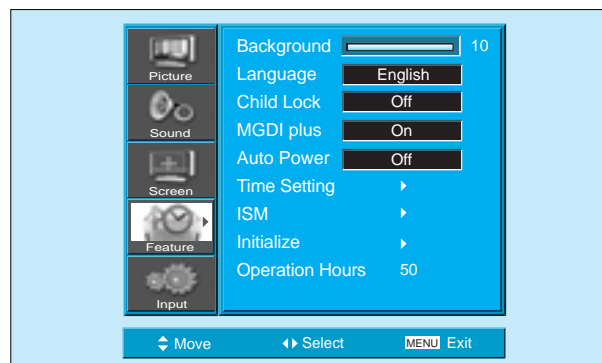 Picture
Sound
Screen
Feature
Input
Background 10
Language English
Child Lock Off
MGDI plus On
Auto Power Off
Time Setting
ISM
Initialize
Operation Hours 50
Move Select MENU Exit